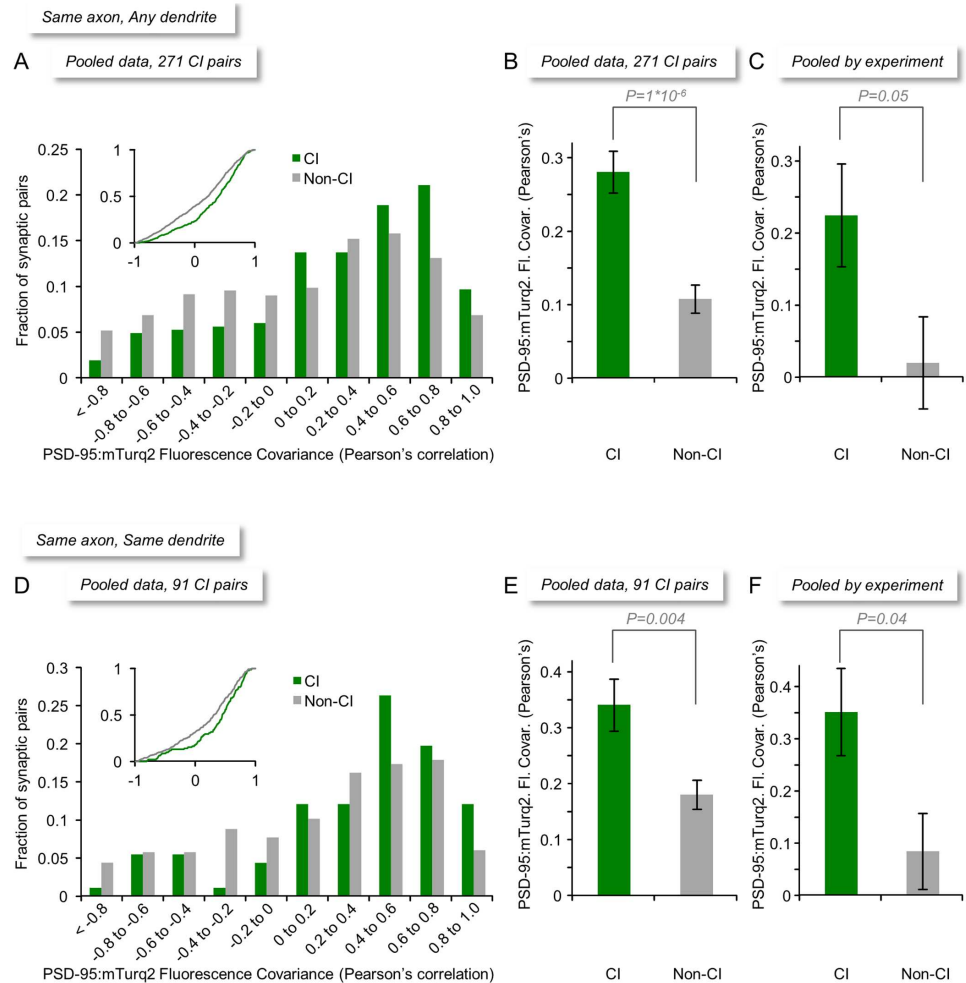 Same axon, Any dendrite
A
Pooled data, 271 CI pairs
B
Pooled data, 271 CI pairs
C
Pooled by experiment
P=1*10-6
P=0.05
Fraction of synaptic pairs
0.25
0.2
0.15
0.1
0.05
0
1
0.5
0
-1
0
1
CI
Non-CI
< -0.8
-0.8 to -0.6
-0.6 to -0.4
-0.4 to -0.2
-0.2 to 0
0 to 0.2
0.2 to 0.4
0.4 to 0.6
0.6 to 0.8
0.8 to 1.0
PSD-95:mTurq2 Fluorescence Covariance (Pearson's correlation)
PSD-95:mTurq2. Fl. Covar. (Pearson's)
0.3
0.2
0.1
0
CI
Non-CI
PSD-95:mTurq2. Fl. Covar. (Pearson's)
0.3
0.2
0.1
0
CI
Non-CI
Same axon, Same dendrite
D
Pooled data, 91 CI pairs
E
Pooled data, 91 CI pairs
F
Pooled by experiment
P=0.004
P=0.04
Fraction of synaptic pairs
0.3
0.25
0.2
0.15
0.1
0.05
0
1
0.5
0
-1
0
1
CI
Non-CI
< -0.8
-0.8 to -0.6
-0.6 to -0.4
-0.4 to -0.2
-0.2 to 0
0 to 0.2
0.2 to 0.4
0.4 to 0.6
0.6 to 0.8
0.8 to 1.0
PSD-95:mTurq2 Fluorescence Covariance (Pearson's correlation)
PSD-95:mTurq2. Fl. Covar. (Pearson's)
0.4
0.3
0.2
0.1
0
CI
Non-CI
PSD-95:mTurq2. Fl. Covar. (Pearson's)
0.4
0.3
0.2
0.1
0
CI
Non-CI